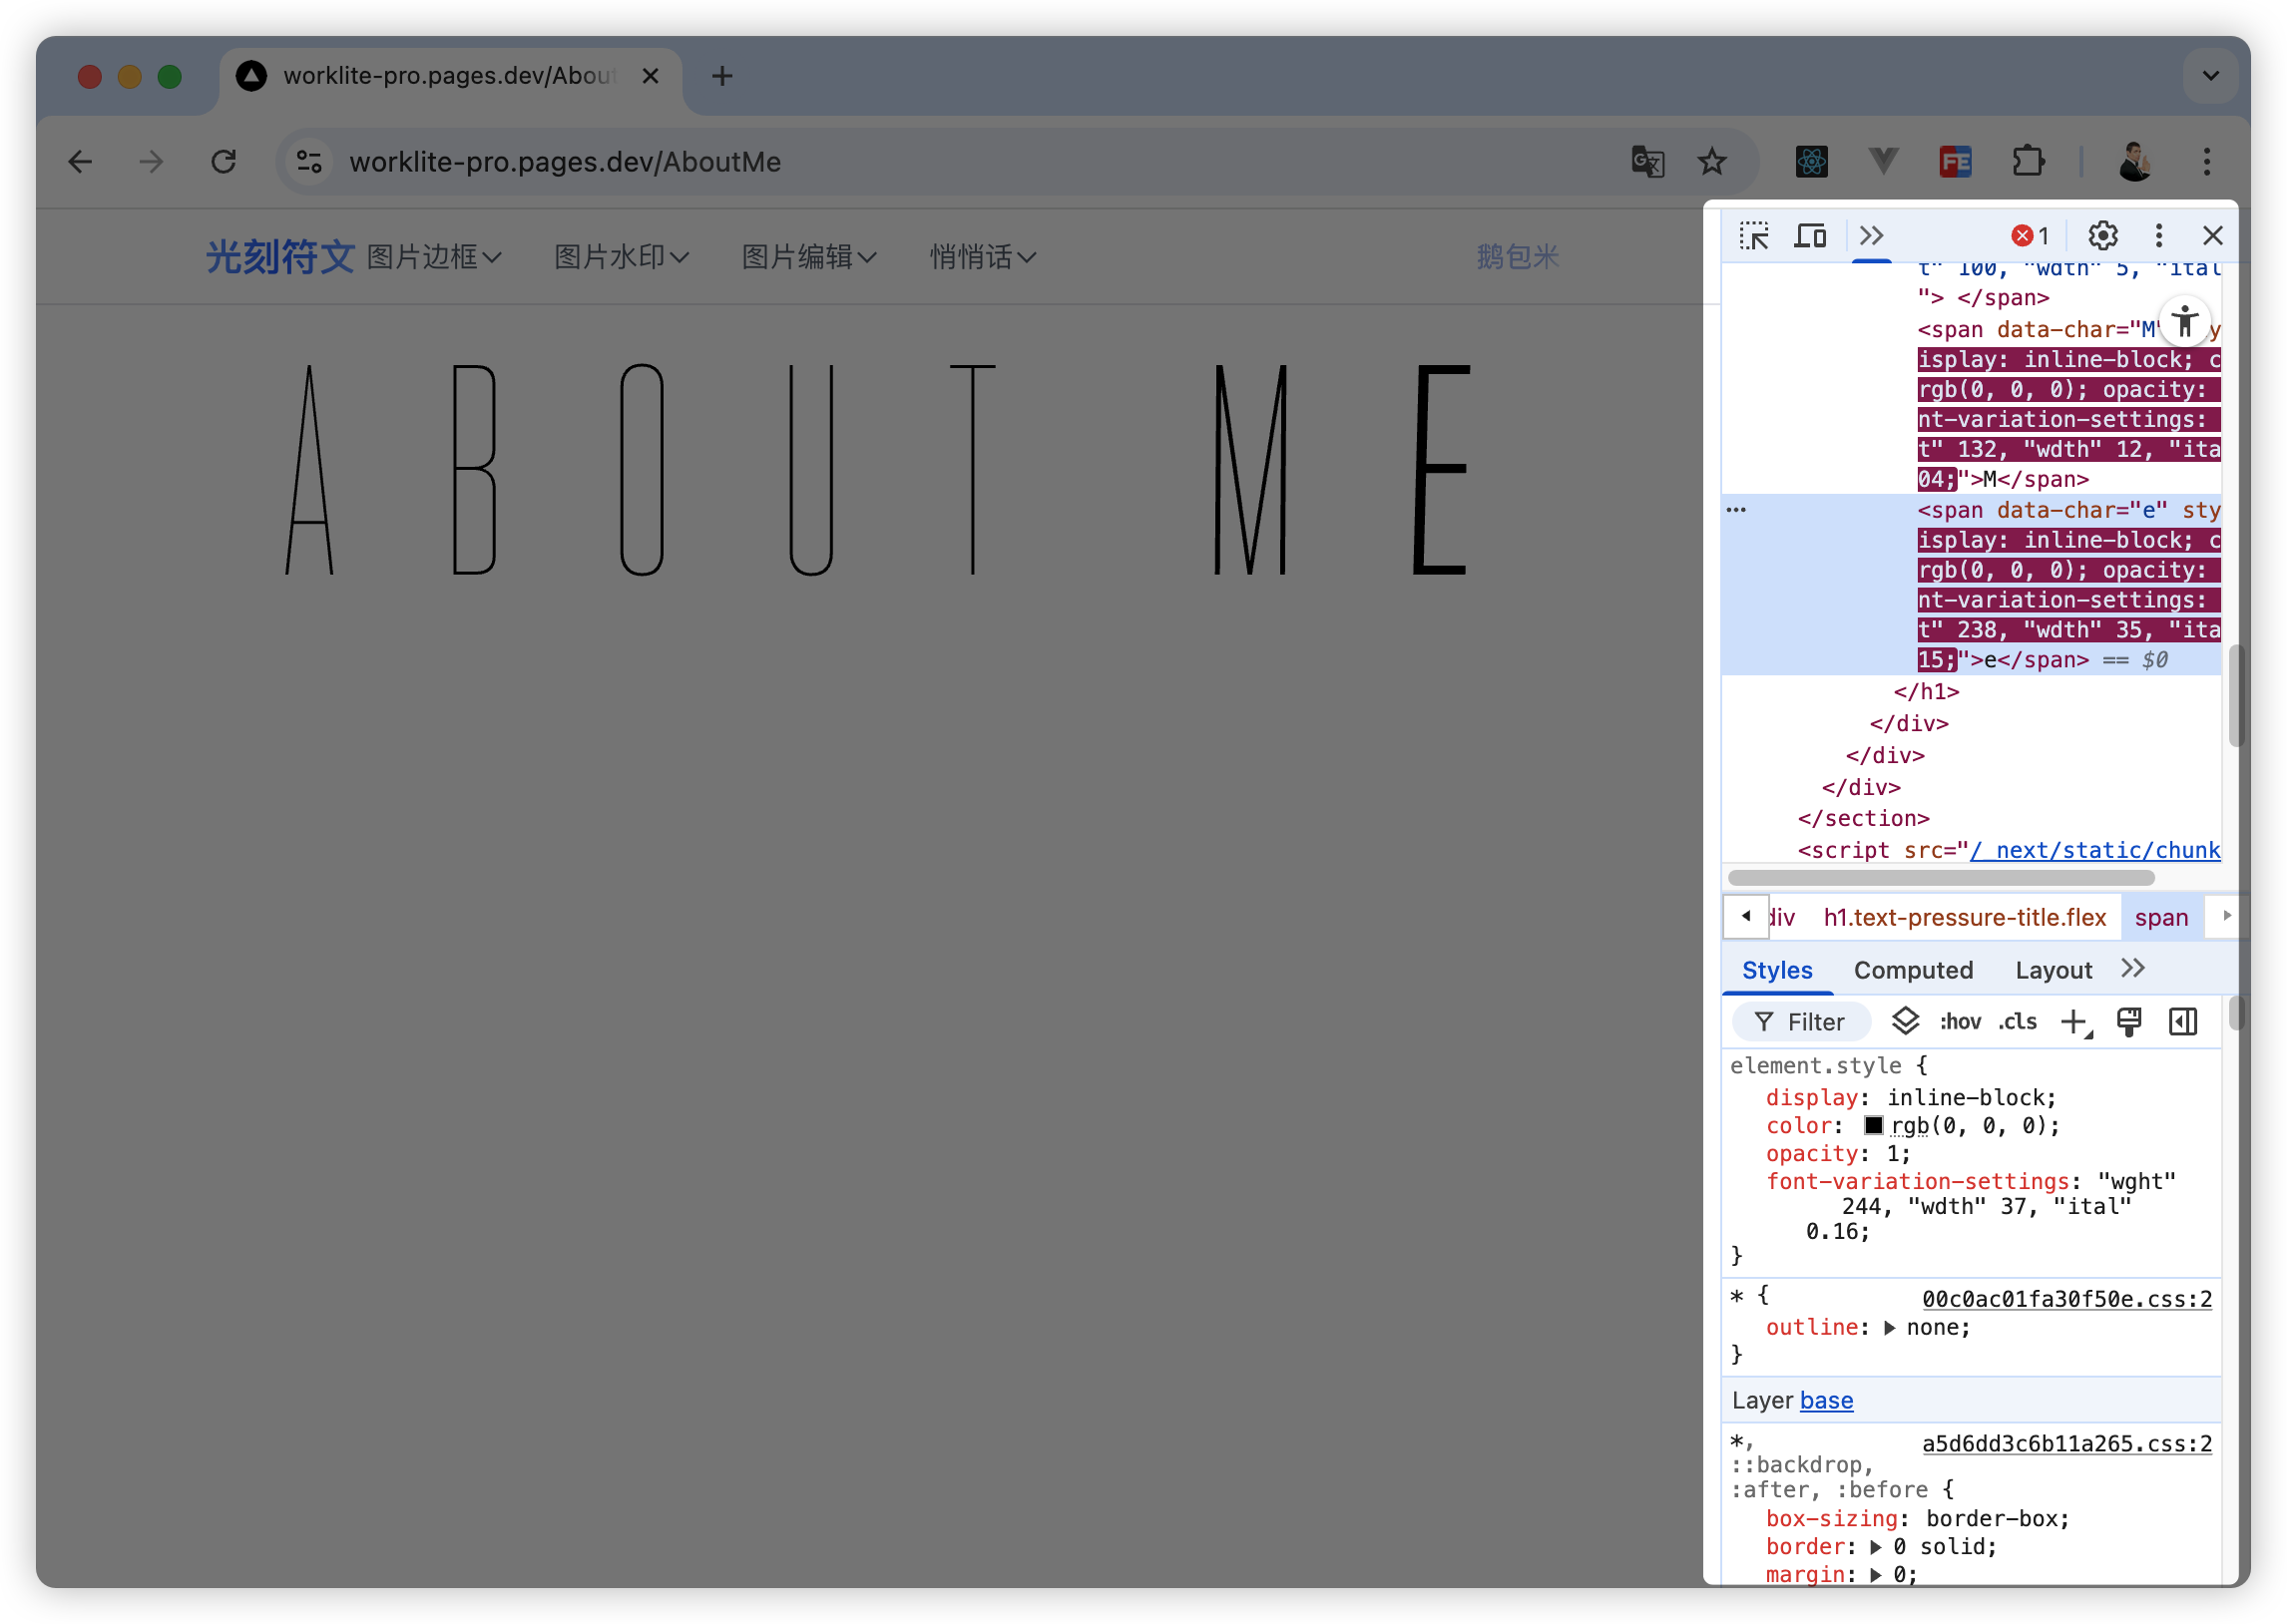 worklite-pro.pages.dev/Abou
worklite-pro.pages.dev/AboutMe
光刻符文 图片边框 图片水印 图片编辑 悄悄话 鹅包米
ABOUT ME
1
t" 100, "wdth" 5, "ital
"> </span>
<span data-char="M" y
isplay: inline-block; c
rgb(0, 0, 0); opacity:
nt-variation-settings:
t" 132, "wdth" 12, "ita
04;">M</span>
<span data-char="e" sty
isplay: inline-block; c
rgb(0, 0, 0); opacity:
nt-variation-settings:
t" 238, "wdth" 35, "ita
15;">e</span> == $0
</h1>
</div>
</div>
</div>
</section>
<script src="/_next/static/chunk
div h1.text-pressure-title.flex span
Styles Computed Layout
Filter :hov .cls
element.style {
display: inline-block;
color: rgb(0, 0, 0);
opacity: 1;
font-variation-settings: "wght"
244, "wdth" 37, "ital"
0.16;
}
* { 00c0ac01fa30f50e.css:2
outline: none;
}
Layer base
*, a5d6dd3c6b11a265.css:2
::backdrop,
:after, :before {
box-sizing: border-box;
border: 0 solid;
margin: 0;